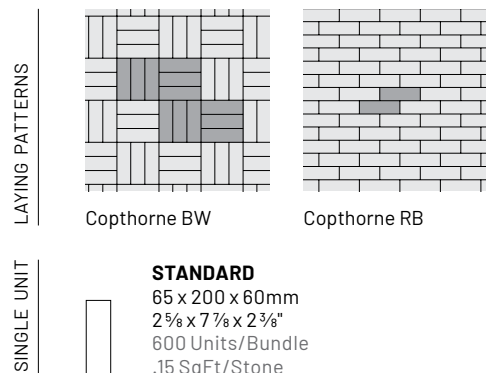 LAYING PATTERNS
Copthorne BW
Copthorne RB
SINGLE UNIT
STANDARD
65 x 200 x 60mm
2⅝ x 7⅞ x 2⅜"
600 Units/Bundle
.15 SqFt/Stone